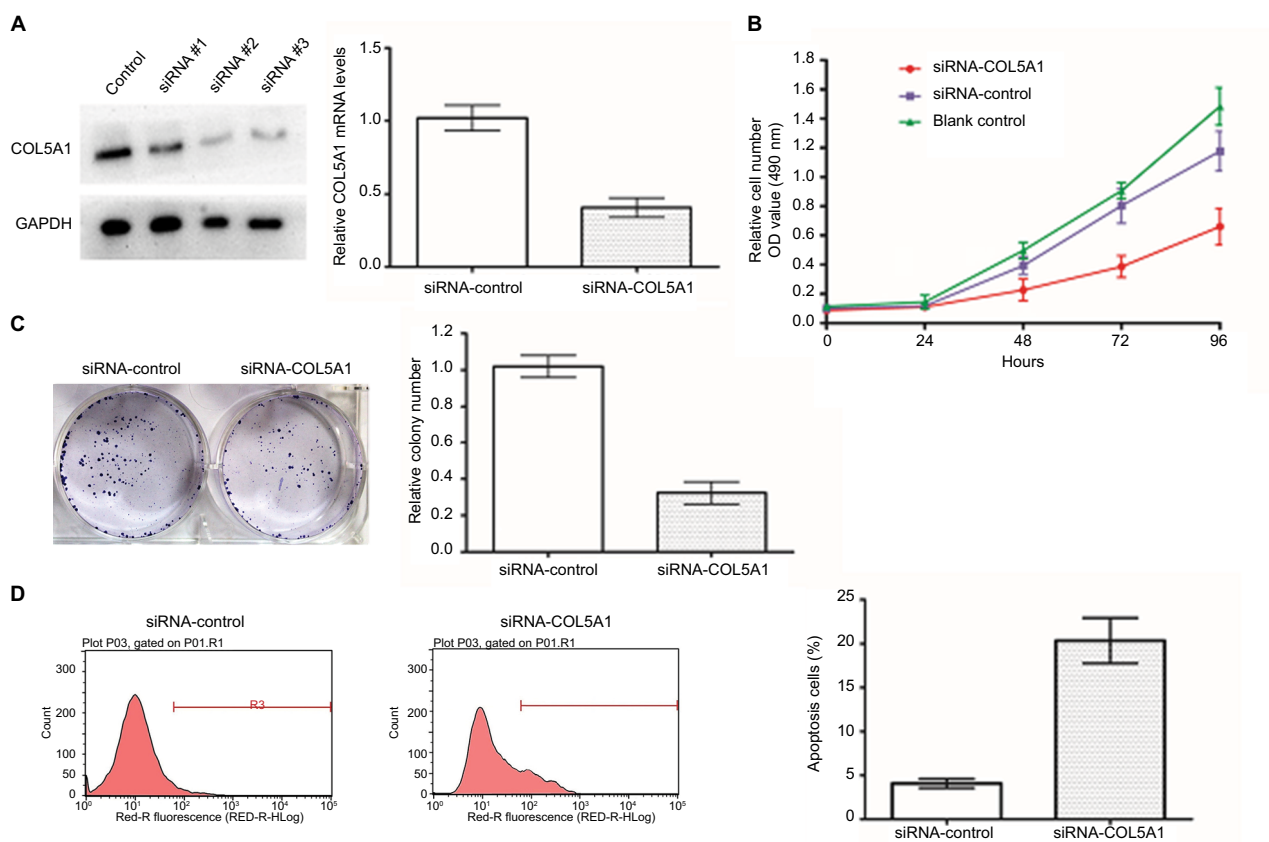 A
Control
siRNA #1
siRNA #2
siRNA #3
COL5A1
GAPDH
Relative COL5A1 mRNA levels
1.5
1.0
0.5
0.0
siRNA-control
siRNA-COL5A1
B
Relative cell number
OD value (490 nm)
1.8
1.6
1.4
1.2
1.0
0.8
0.6
0.4
0.2
0.0
siRNA-COL5A1
siRNA-control
Blank control
0
24
48
72
96
Hours
C
siRNA-control
siRNA-COL5A1
Relative colony number
1.2
1.0
0.8
0.6
0.4
0.2
0.0
siRNA-control
siRNA-COL5A1
D
siRNA-control
Plot P03, gated on P01.R1
Count
300
200
100
50
0
R3
10⁰
10¹
10²
10³
10⁴
10⁵
Red-R fluorescence (RED-R-HLog)
siRNA-COL5A1
Plot P03, gated on P01.R1
Count
300
200
100
50
0
10⁰
10¹
10²
10³
10⁴
10⁵
Red-R fluorescence (RED-R-HLog)
Apoptosis cells (%)
25
20
15
10
5
0
siRNA-control
siRNA-COL5A1